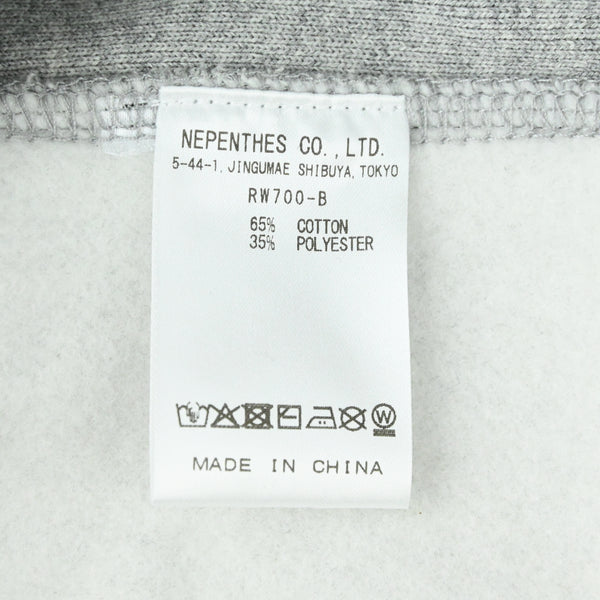 NEPENTHES CO., LTD.
5-44-1, JINGUMAE SHIBUYA, TOKYO
RW700-B
65% COTTON
35% POLYESTER
W
MADE IN CHINA